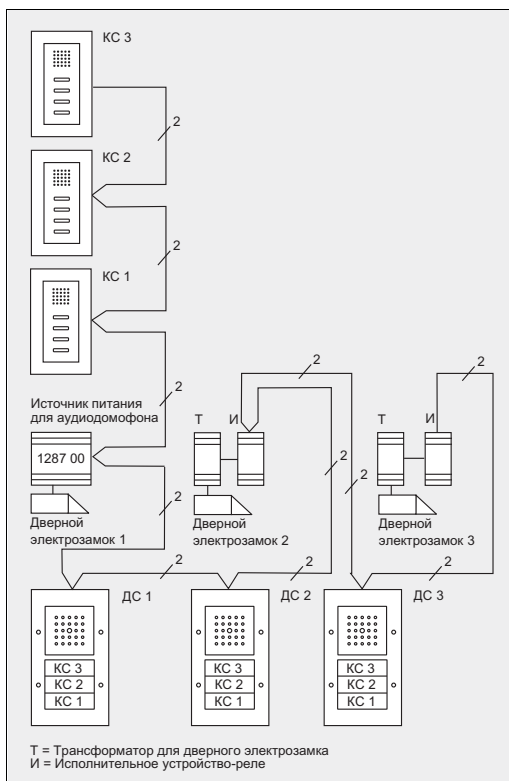 КС 3
2
КС 2
2
КС 1
2
Источник питания
для аудиодомофона
1287 00
Дверной
электрозамок 1
2
2
Т И
2
Дверной
электрозамок 2
2
2
Т И
2
Дверной
электрозамок 3
2
2
ДС 1
КС 3
КС 2
КС 1
ДС 2
КС 3
КС 2
КС 1
ДС 3
КС 3
КС 2
КС 1
Т = Трансформатор для дверного электрозамка
И = Исполнительное устройство-реле